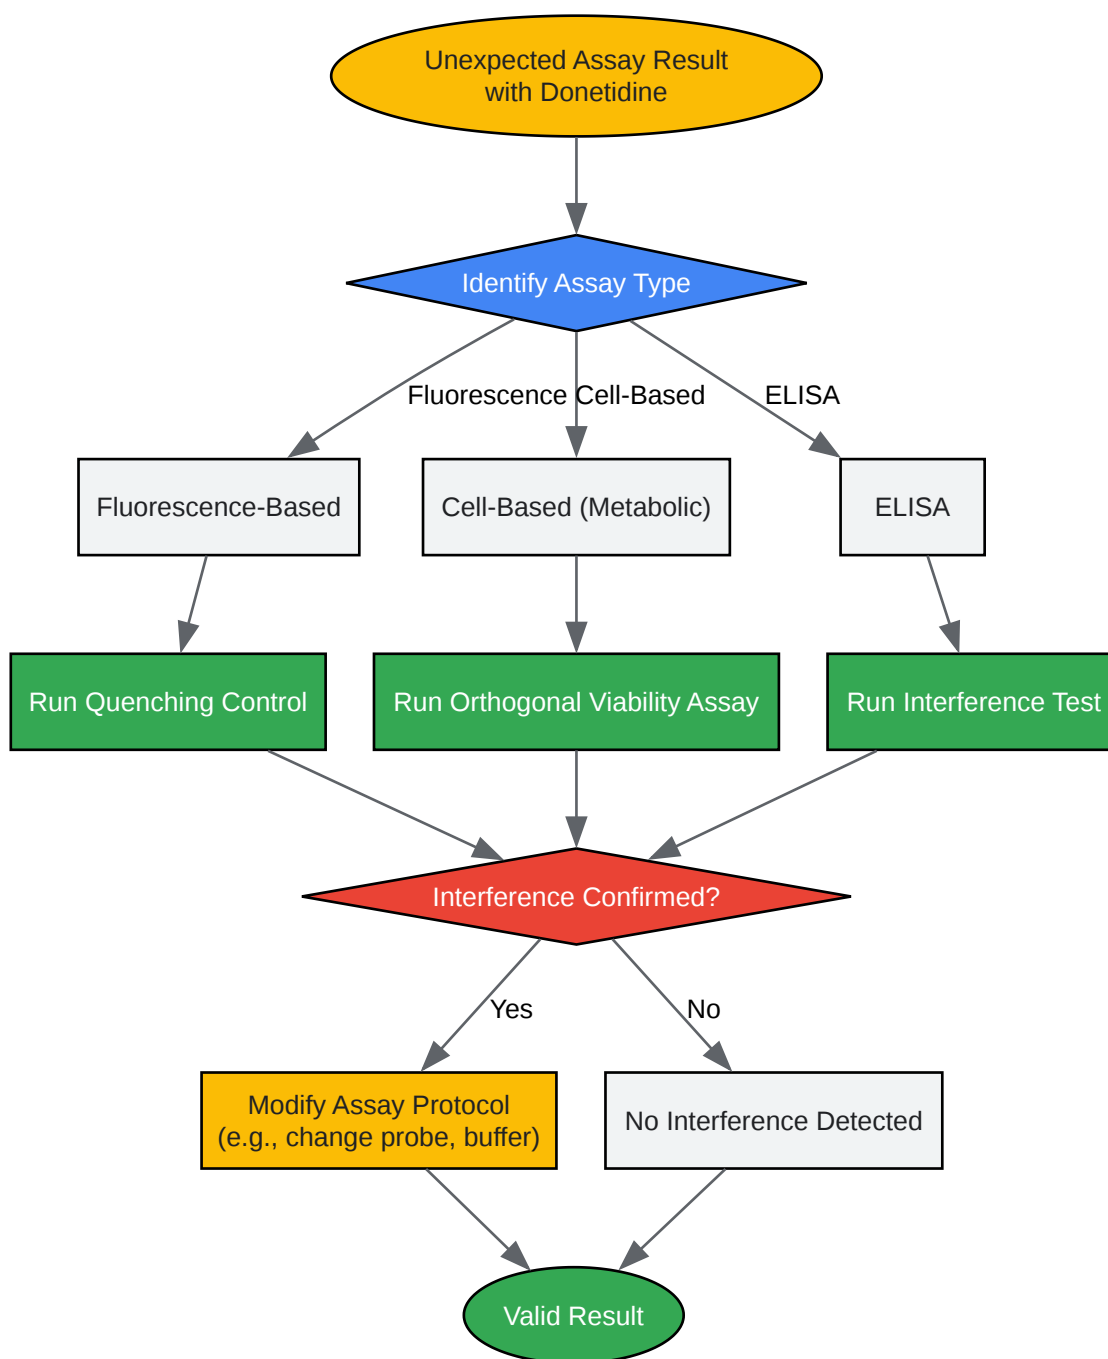 Unexpected Assay Result
with Donetidine
Identify Assay Type
Fluorescence
Cell-Based
ELISA
Fluorescence-Based
Cell-Based (Metabolic)
ELISA
Run Quenching Control
Run Orthogonal Viability Assay
Run Interference Test
Interference Confirmed?
Yes
No
Modify Assay Protocol
(e.g., change probe, buffer)
No Interference Detected
Valid Result